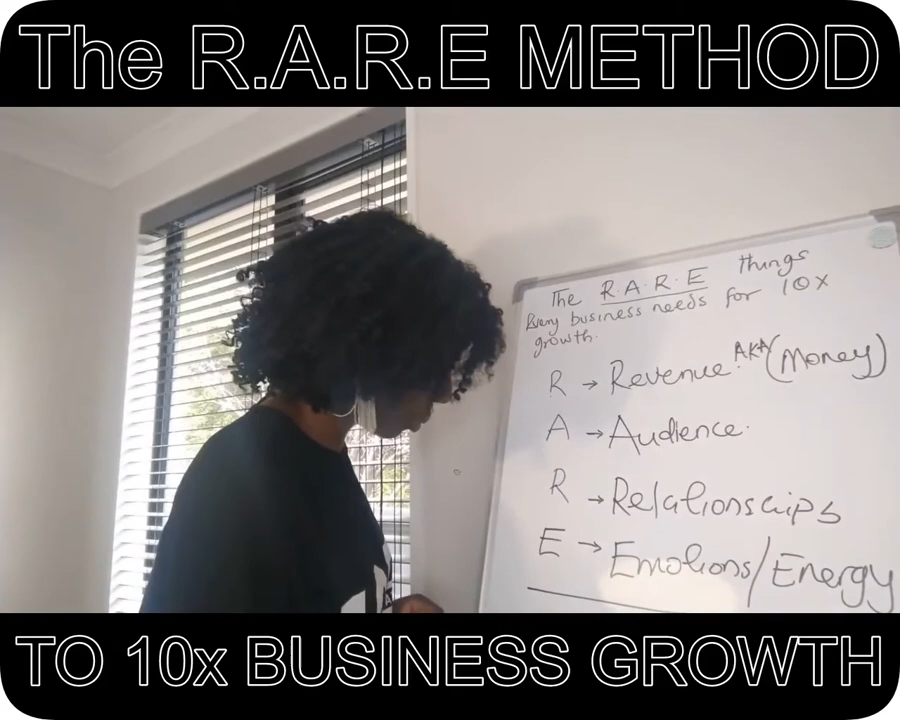 The R.A.R.E METHOD
The R.A.R.E things
Every business needs for 10x
growth.
R → Revenue. AKA (Money)
A → Audience.
R → Relationships
E → Emotions/Energy
TO 10x BUSINESS GROWTH